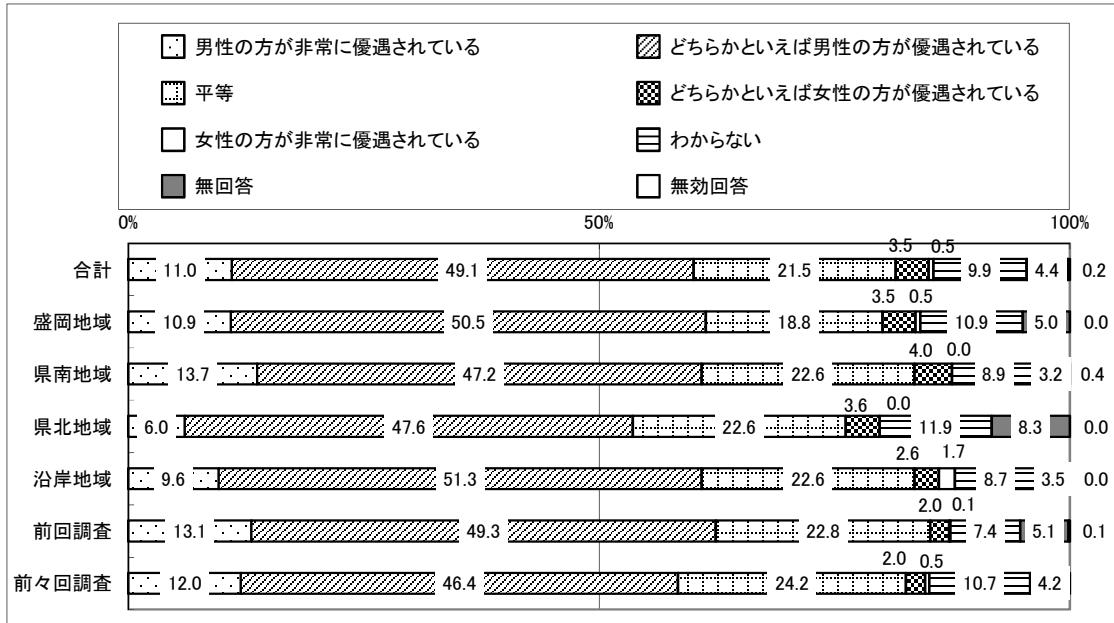 男性の方が非常に優遇されている どちらかといえば男性の方が優遇されている
平等 どちらかといえば女性の方が優遇されている
女性の方が非常に優遇されている わからない
無回答 無効回答
0% 50% 100%
合計 11.0 49.1 21.5 3.5 0.5 9.9 4.4 0.2
盛岡地域 10.9 50.5 18.8 3.5 0.5 10.9 5.0 0.0
県南地域 13.7 47.2 22.6 4.0 0.0 8.9 3.2 0.4
県北地域 6.0 47.6 22.6 3.6 0.0 11.9 8.3 0.0
沿岸地域 9.6 51.3 22.6 2.6 1.7 8.7 3.5 0.0
前回調査 13.1 49.3 22.8 2.0 0.1 7.4 5.1 0.1
前々回調査 12.0 46.4 24.2 2.0 0.5 10.7 4.2